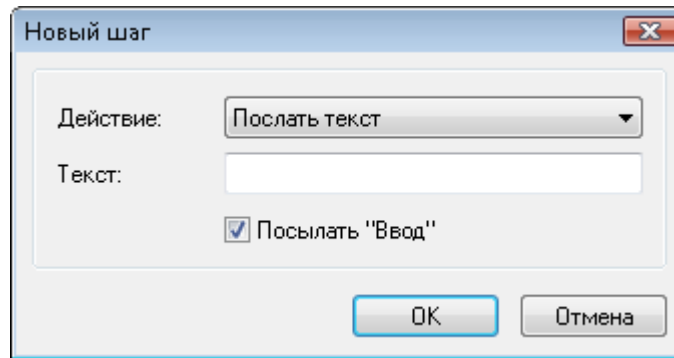 Новый шаг
Действие: Послать текст
Текст:
Посылать "Ввод"
OK Отмена